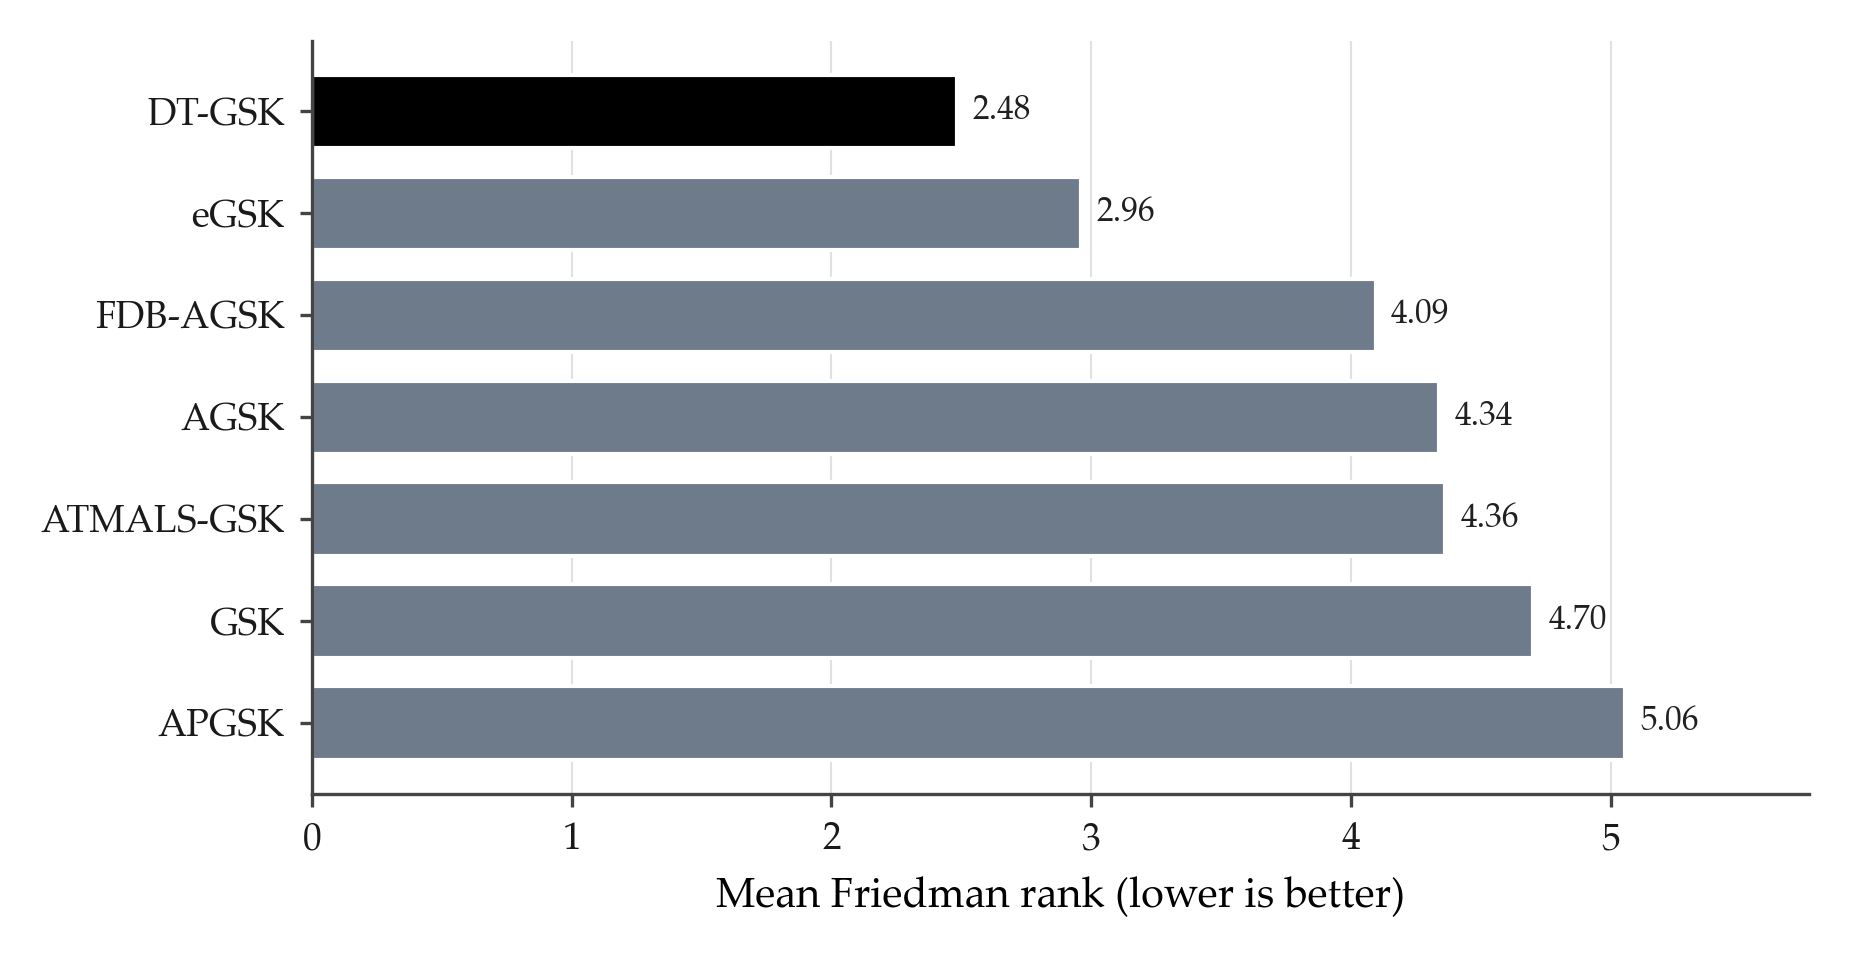 DT-GSK 2.48
eGSK 2.96
FDB-AGSK 4.09
AGSK 4.34
ATMALS-GSK 4.36
GSK 4.70
APGSK 5.06
0 1 2 3 4 5
Mean Friedman rank (lower is better)